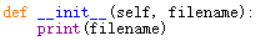 def __init__(self, filename):
    print(filename)